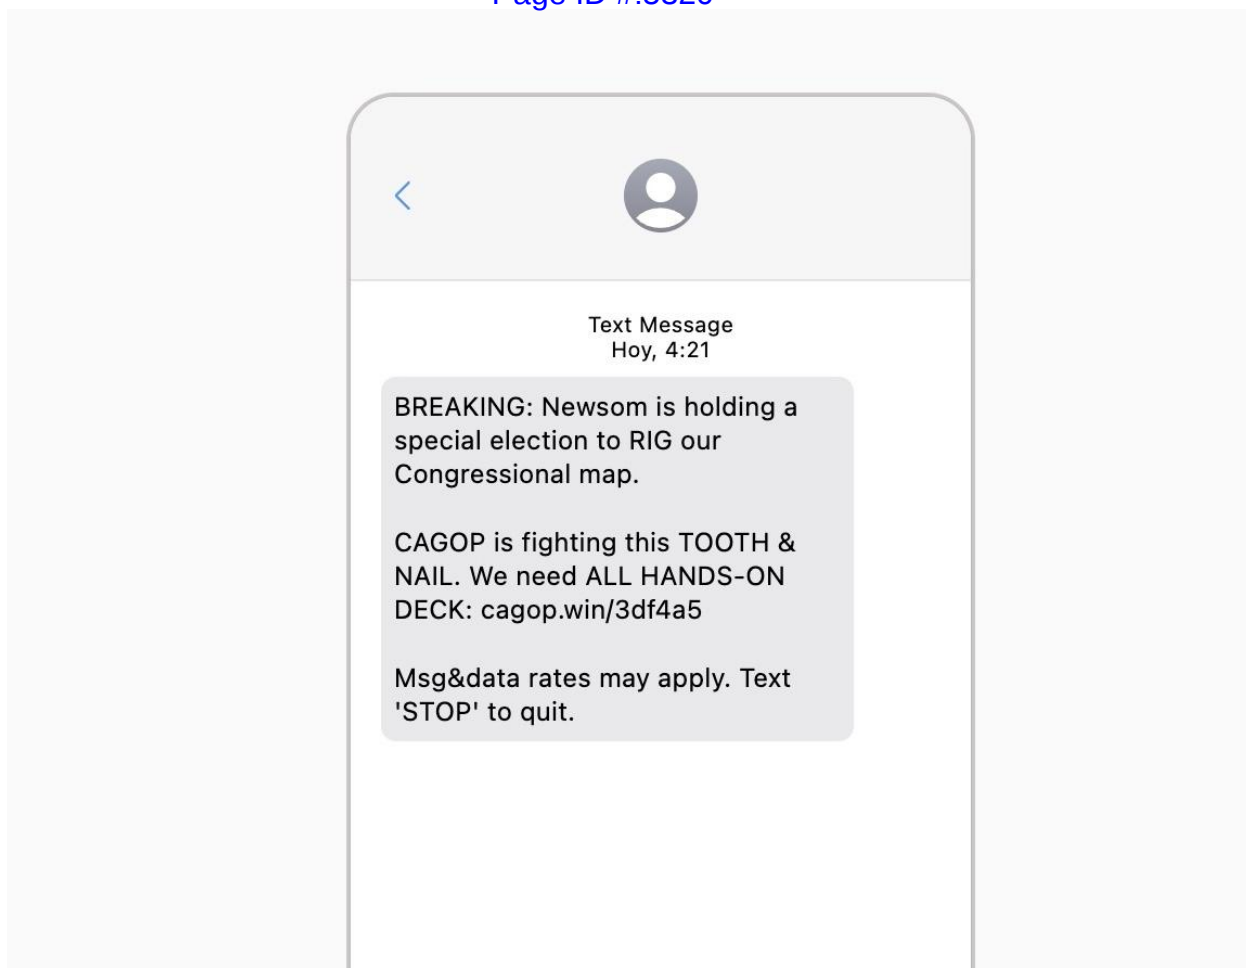 Text Message
Hoy, 4:21
BREAKING: Newsom is holding a
special election to RIG our
Congressional map.
CAGOP is fighting this TOOTH &
NAIL. We need ALL HANDS-ON
DECK: cagop.win/3df4a5
Msg&data rates may apply. Text
'STOP' to quit.